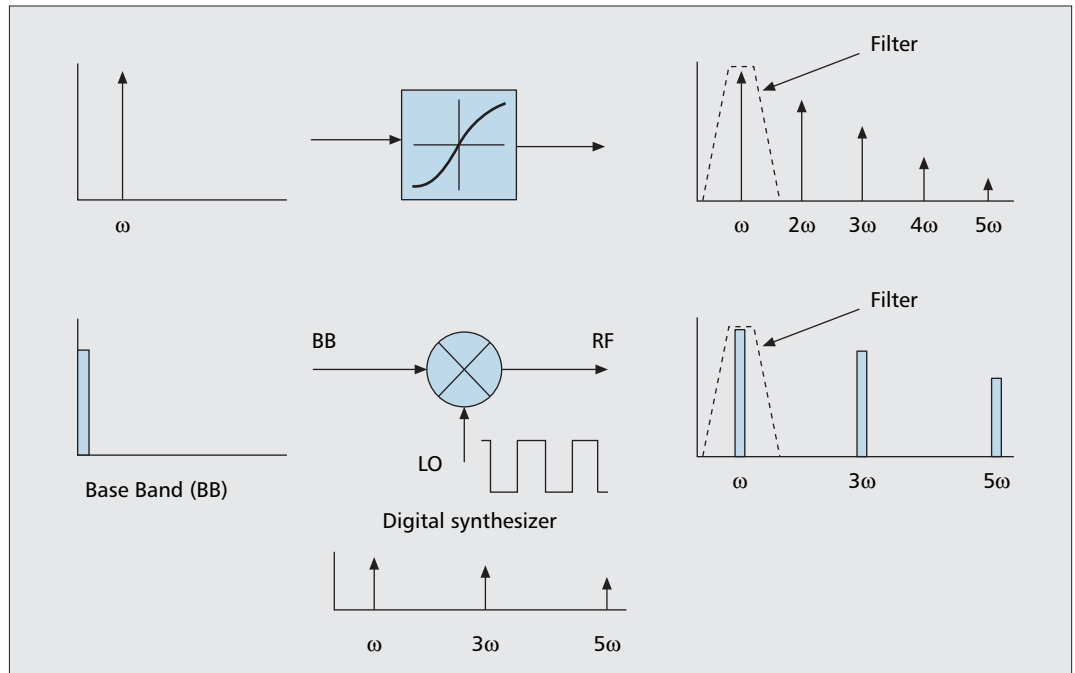 Filter
ω
ω 2ω 3ω 4ω 5ω
Filter
BB
RF
LO
Base Band (BB)
ω 3ω 5ω
Digital synthesizer
ω 3ω 5ω